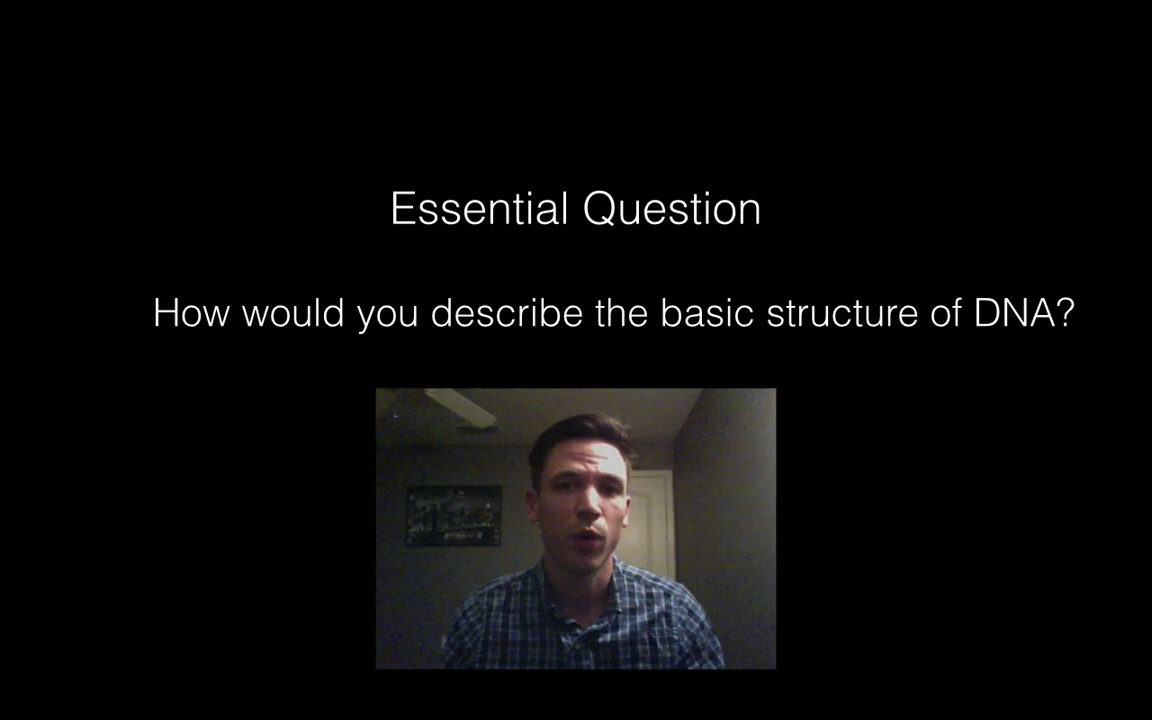 Essential Question
How would you describe the basic structure of DNA?